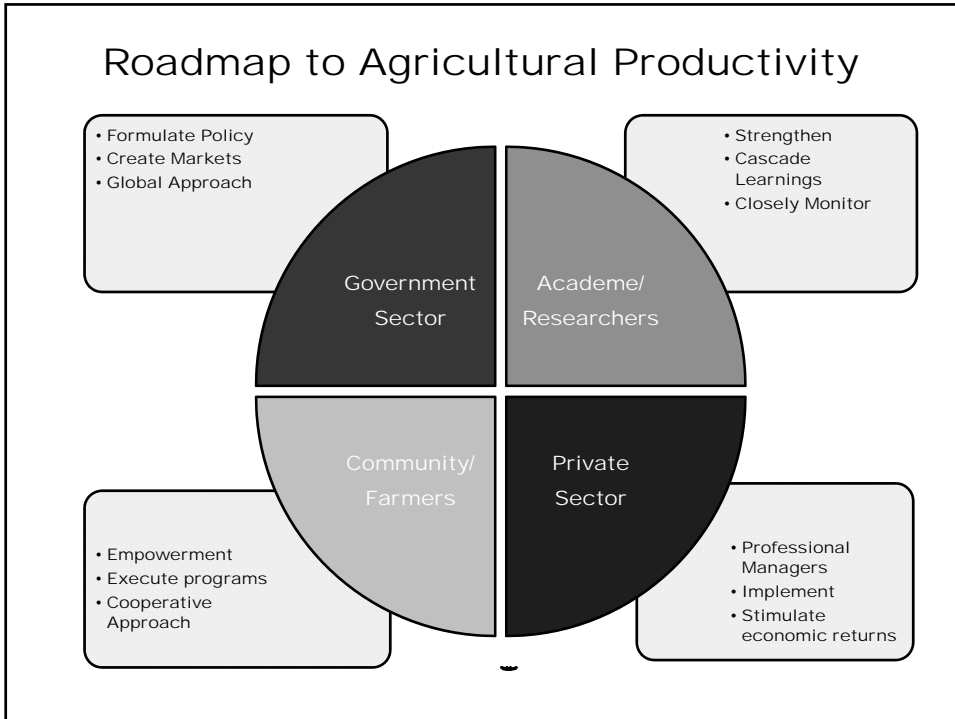 Roadmap to Agricultural Productivity
• Formulate Policy
• Create Markets
• Global Approach
• Strengthen
• Cascade
Learnings
• Closely Monitor
Government
Sector
Academe/
Researchers
Community/
Farmers
Private
Sector
• Empowerment
• Execute programs
• Cooperative
Approach
• Professional
Managers
• Implement
• Stimulate
economic returns